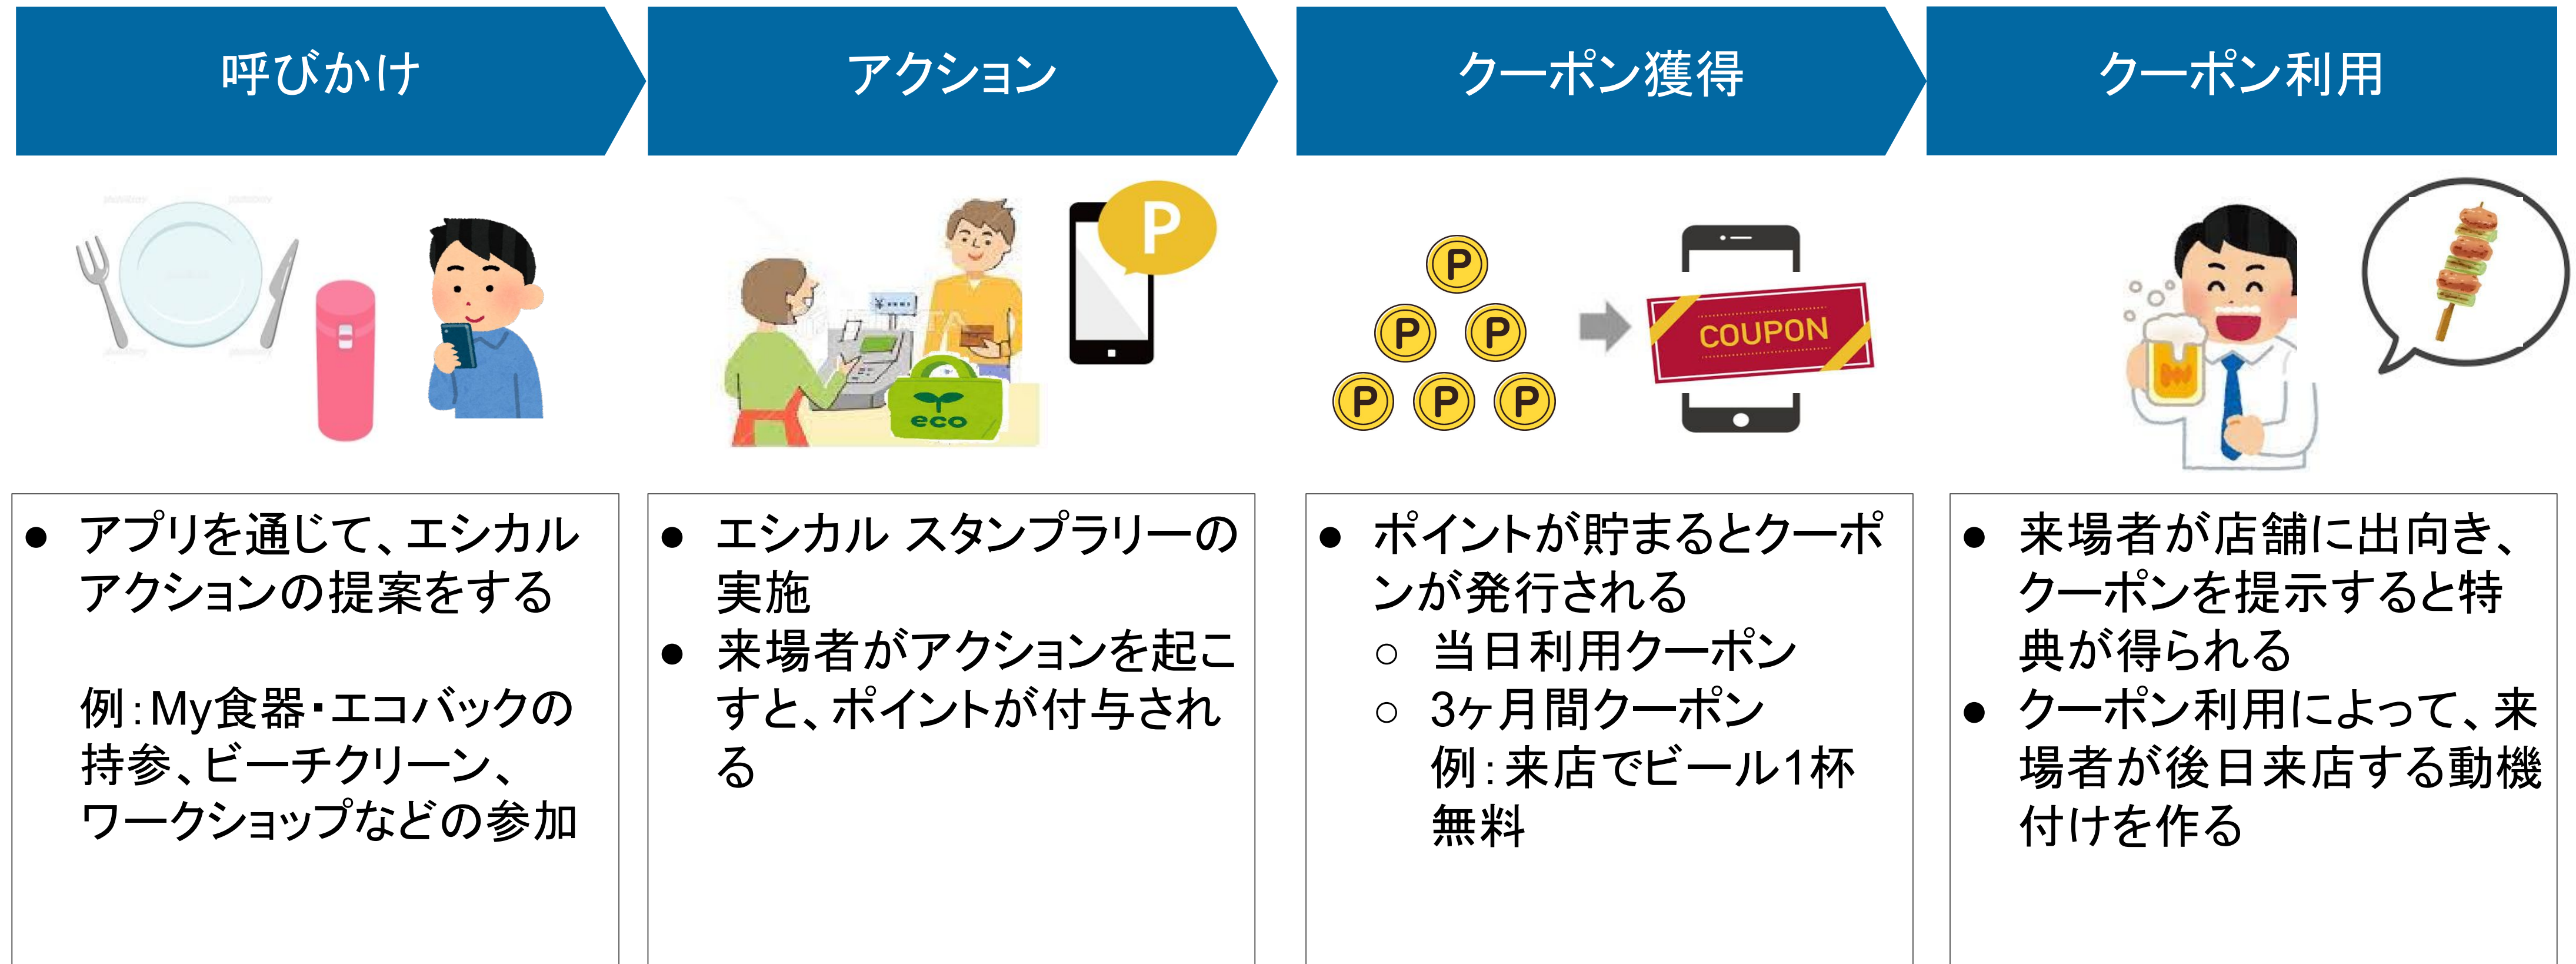 呼びかけ
アクション
クーポン獲得
クーポン利用
P
eco
P
P
P
P
P
P
COUPON
● アプリを通じて、エシカル
アクションの提案をする
例：My食器・エコバックの
持参、ビーチクリーン、
ワークショップなどの参加
● エシカル スタンプラリーの
実施
● 来場者がアクションを起こ
すと、ポイントが付与され
る
● ポイントが貯まるとクーポ
ンが発行される
○ 当日利用クーポン
○ 3ヶ月間クーポン
例：来店でビール1杯
無料
● 来場者が店舗に出向き、
クーポンを提示すると特
典が得られる
● クーポン利用によって、来
場者が後日来店する動機
付けを作る